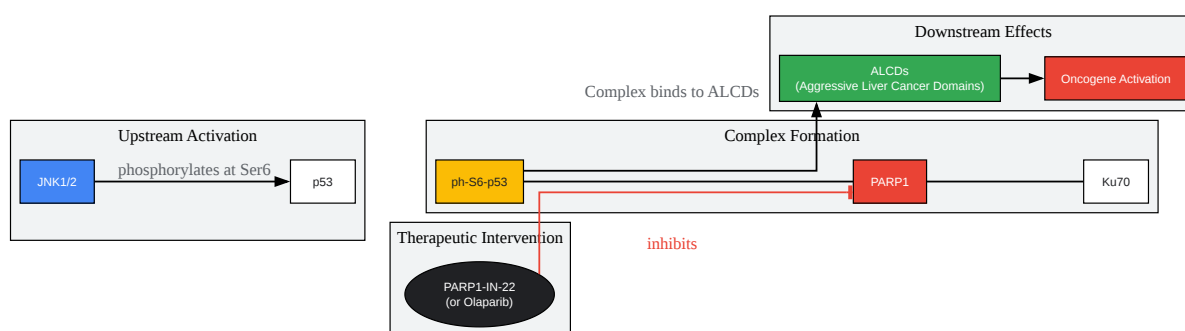 Downstream Effects
ALCDs
(Aggressive Liver Cancer Domains)
Oncogene Activation
Complex binds to ALCDs
Upstream Activation
JNK1/2
phosphorylates at Ser6
p53
Complex Formation
ph-S6-p53
PARP1
Ku70
Therapeutic Intervention
inhibits
PARP1-IN-22
(or Olaparib)